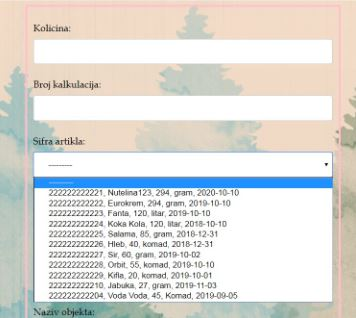 Kolicina:
Broj kalkulacija:
Sifra artikla:
---------
---------
222222222221, Nutelina123, 294, gram, 2020-10-10
222222222222, Eurokrem, 294, gram, 2019-10-10
222222222223, Fanta, 120, litar, 2019-10-10
222222222224, Koka Kola, 120, litar, 2018-10-10
222222222225, Salama, 85, gram, 2018-12-31
222222222226, Hleb, 40, komad, 2018-12-31
222222222227, Sir, 60, gram, 2019-10-02
222222222228, Orbit, 55, komad, 2019-10-10
222222222229, Kifla, 20, komad, 2019-10-01
222222222210, Jabuka, 27, gram, 2019-11-03
222222222204, Voda Voda, 45, Komad, 2019-09-05
Naziv objekta: